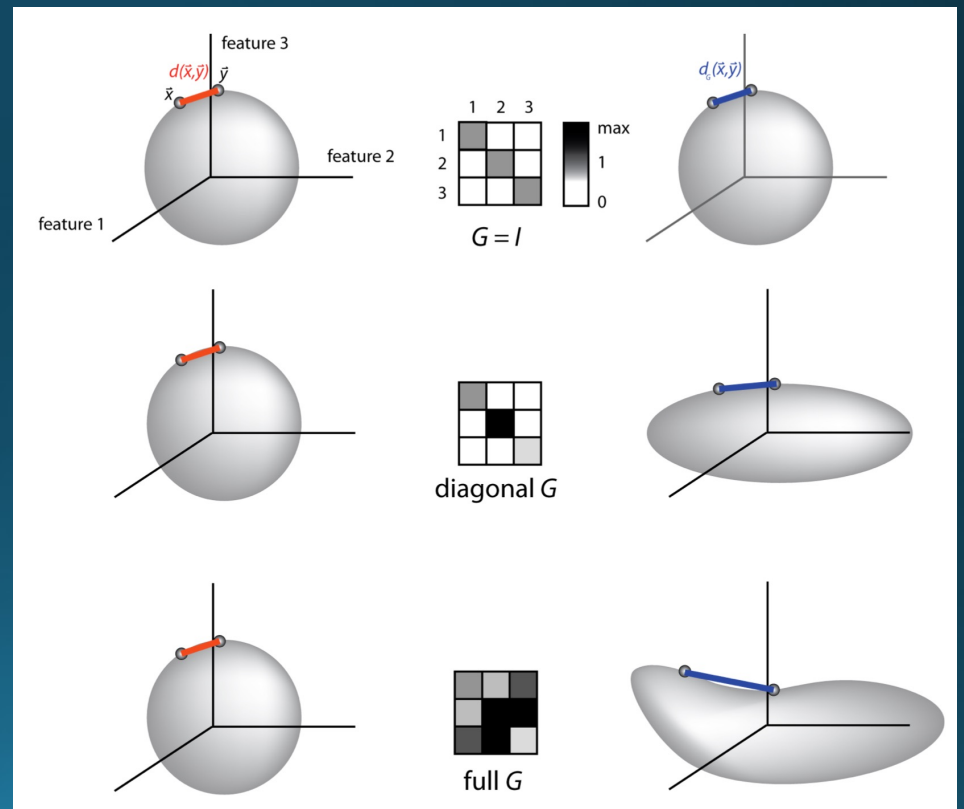 feature 3
d(x⃗,y⃗)
y⃗
x⃗
feature 2
feature 1
1 2 3
1
2
3
max
1
0
G = I
d_G(x⃗,y⃗)
diagonal G
full G